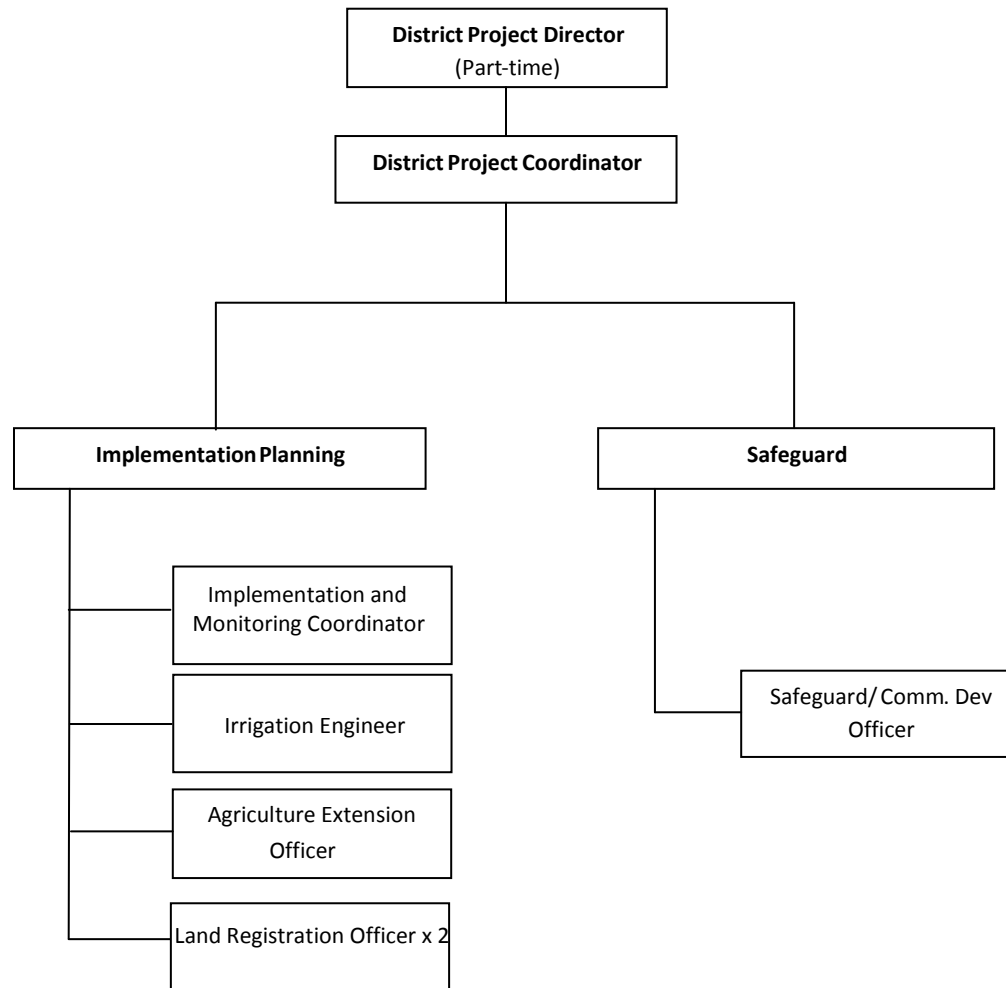 District Project Director
(Part-time)
District Project Coordinator
Implementation Planning
Safeguard
Implementation and
Monitoring Coordinator
Irrigation Engineer
Agriculture Extension
Officer
Land Registration Officer x 2
Safeguard/ Comm. Dev
Officer